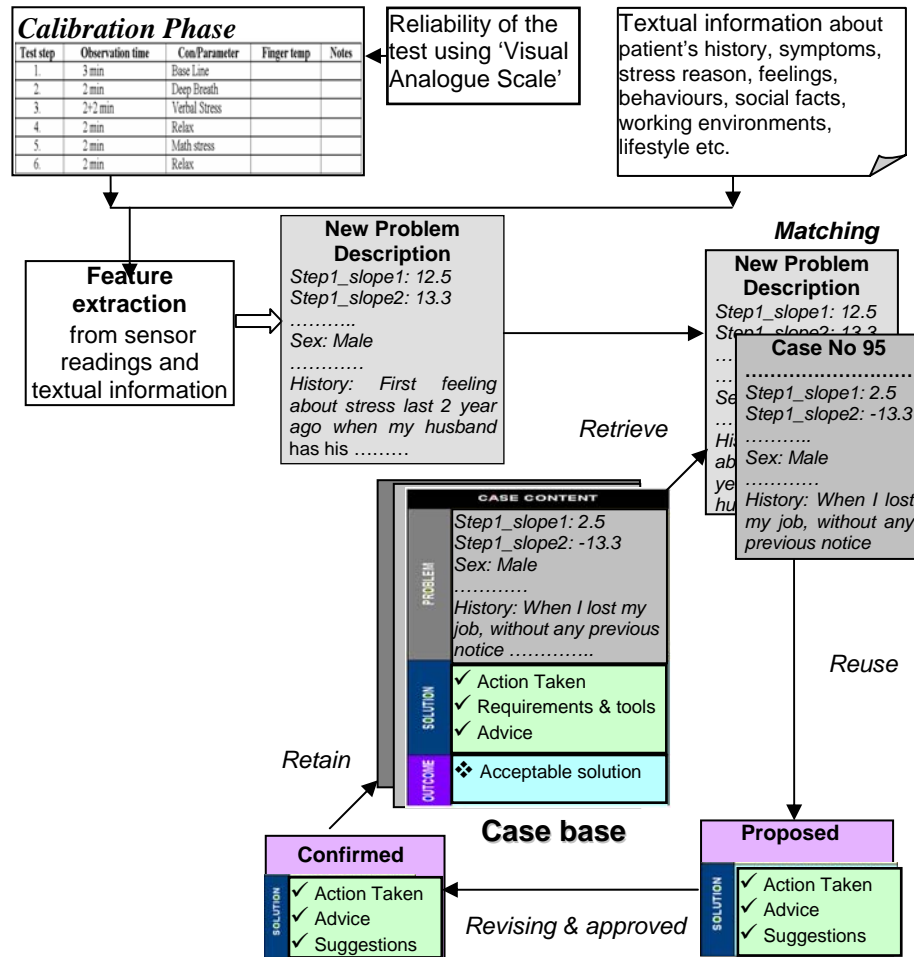 Calibration Phase
Test step Observation time Con/Parameter Finger temp Notes
1. 3 min Base Line
2. 2 min Deep Breath
3. 2+2 min Verbal Stress
4. 2 min Relax
5. 2 min Math stress
6. 2 min Relax
Reliability of the
test using ‘Visual
Analogue Scale’
Textual information about
patient’s history, symptoms,
stress reason, feelings,
behaviours, social facts,
working environments,
lifestyle etc.
Feature
extraction
from sensor
readings and
textual information
New Problem
Description
Step1_slope1: 12.5
Step1_slope2: 13.3
………..
Sex: Male
…………
History: First feeling
about stress last 2 year
ago when my husband
has his ………
Matching
New Problem
Description
Step1_slope1: 12.5
Step1_slope2: 13.3
Case No 95
……………………….
Step1_slope1: 2.5
Step1_slope2: -13.3
………..
Sex: Male
…………
History: When I lost
my job, without any
previous notice
Retrieve
CASE CONTENT
PROBLEM
Step1_slope1: 2.5
Step1_slope2: -13.3
Sex: Male
…………
History: When I lost my
job, without any previous
notice …………..
SOLUTION
✓ Action Taken
✓ Requirements & tools
✓ Advice
OUTCOME
❖ Acceptable solution
Case base
Reuse
Retain
Proposed
SOLUTION
✓ Action Taken
✓ Advice
✓ Suggestions
Revising & approved
Confirmed
SOLUTION
✓ Action Taken
✓ Advice
✓ Suggestions